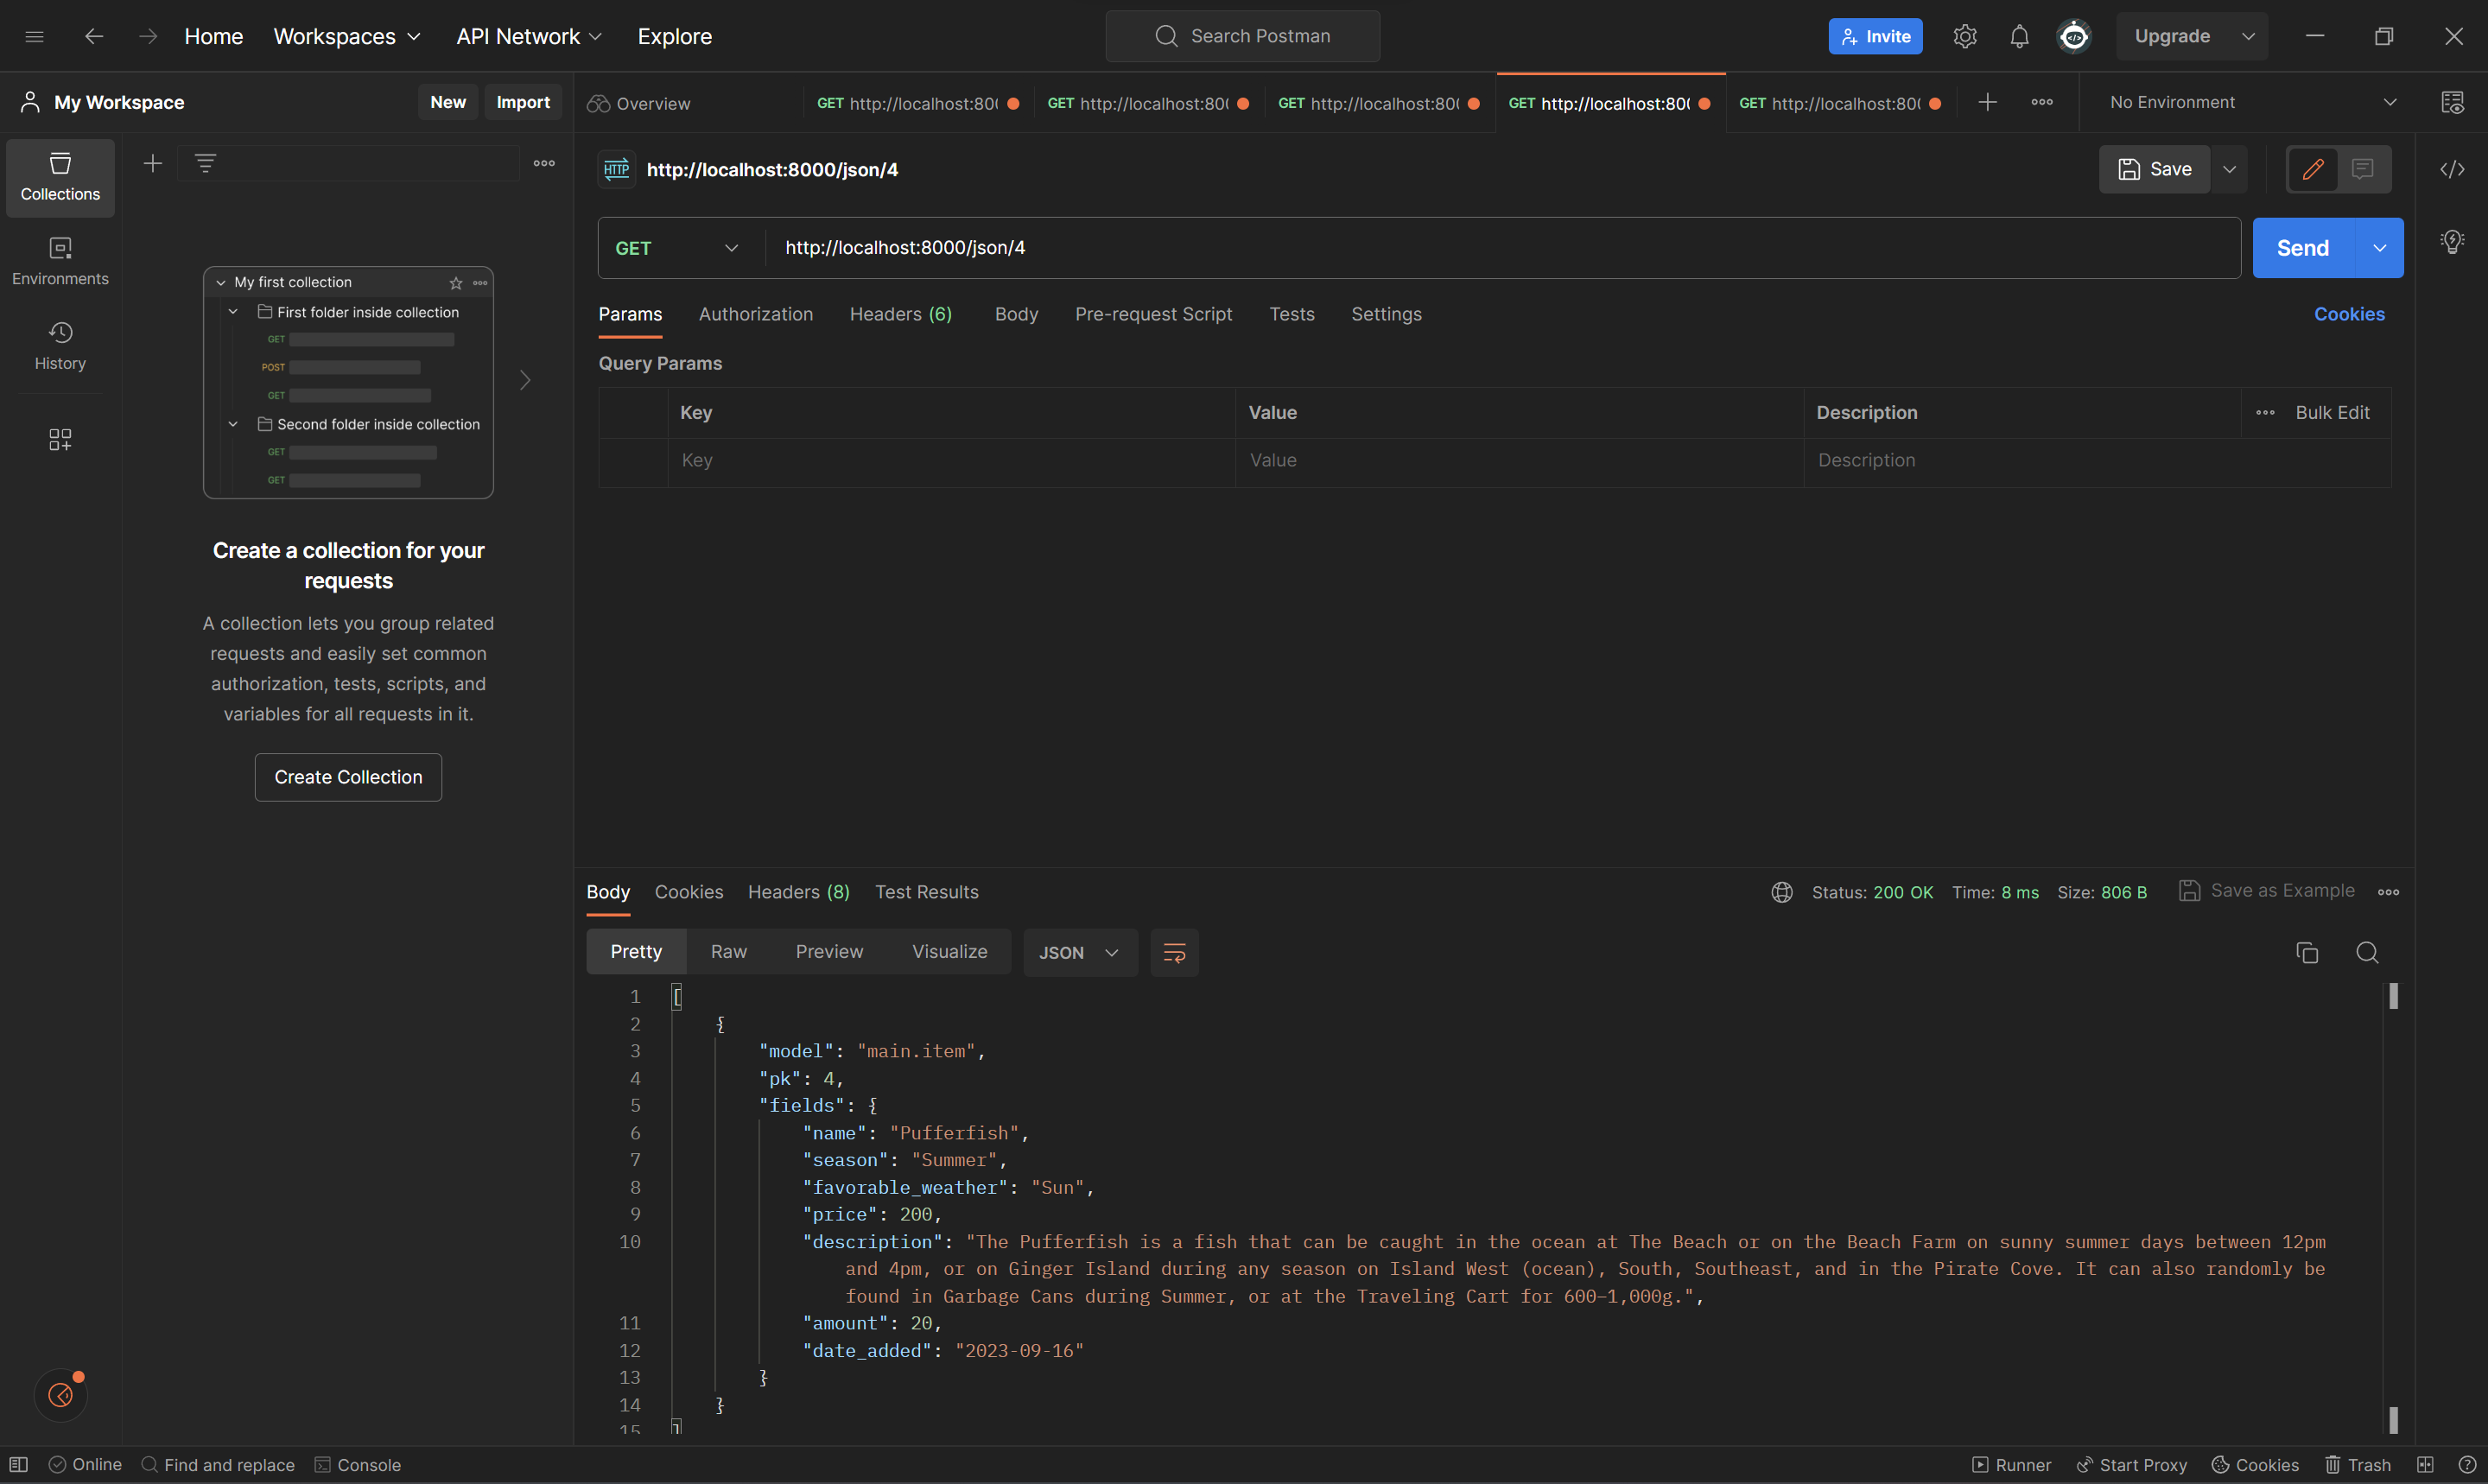 Home Workspaces API Network Explore Search Postman Invite Upgrade
My Workspace New Import Overview GET http://localhost:80( GET http://localhost:80( GET http://localhost:80( GET http://localhost:80( GET http://localhost:80( No Environment
Collections
Environments
History
My first collection
First folder inside collection
GET
POST
GET
Second folder inside collection
GET
GET
Create a collection for your
requests
A collection lets you group related
requests and easily set common
authorization, tests, scripts, and
variables for all requests in it.
Create Collection
HTTP http://localhost:8000/json/4 Save
GET http://localhost:8000/json/4 Send
Params Authorization Headers (6) Body Pre-request Script Tests Settings Cookies
Query Params
Key Value Description Bulk Edit
Key Value Description
Body Cookies Headers (8) Test Results Status: 200 OK Time: 8 ms Size: 806 B Save as Example
Pretty Raw Preview Visualize JSON
1 [
2 {
3 "model": "main.item",
4 "pk": 4,
5 "fields": {
6 "name": "Pufferfish",
7 "season": "Summer",
8 "favorable_weather": "Sun",
9 "price": 200,
10 "description": "The Pufferfish is a fish that can be caught in the ocean at The Beach or on the Beach Farm on sunny summer days between 12pm
and 4pm, or on Ginger Island during any season on Island West (ocean), South, Southeast, and in the Pirate Cove. It can also randomly be
found in Garbage Cans during Summer, or at the Traveling Cart for 600–1,000g.",
11 "amount": 20,
12 "date_added": "2023-09-16"
13 }
14 }
15 ]
Online Find and replace Console Runner Start Proxy Cookies Trash